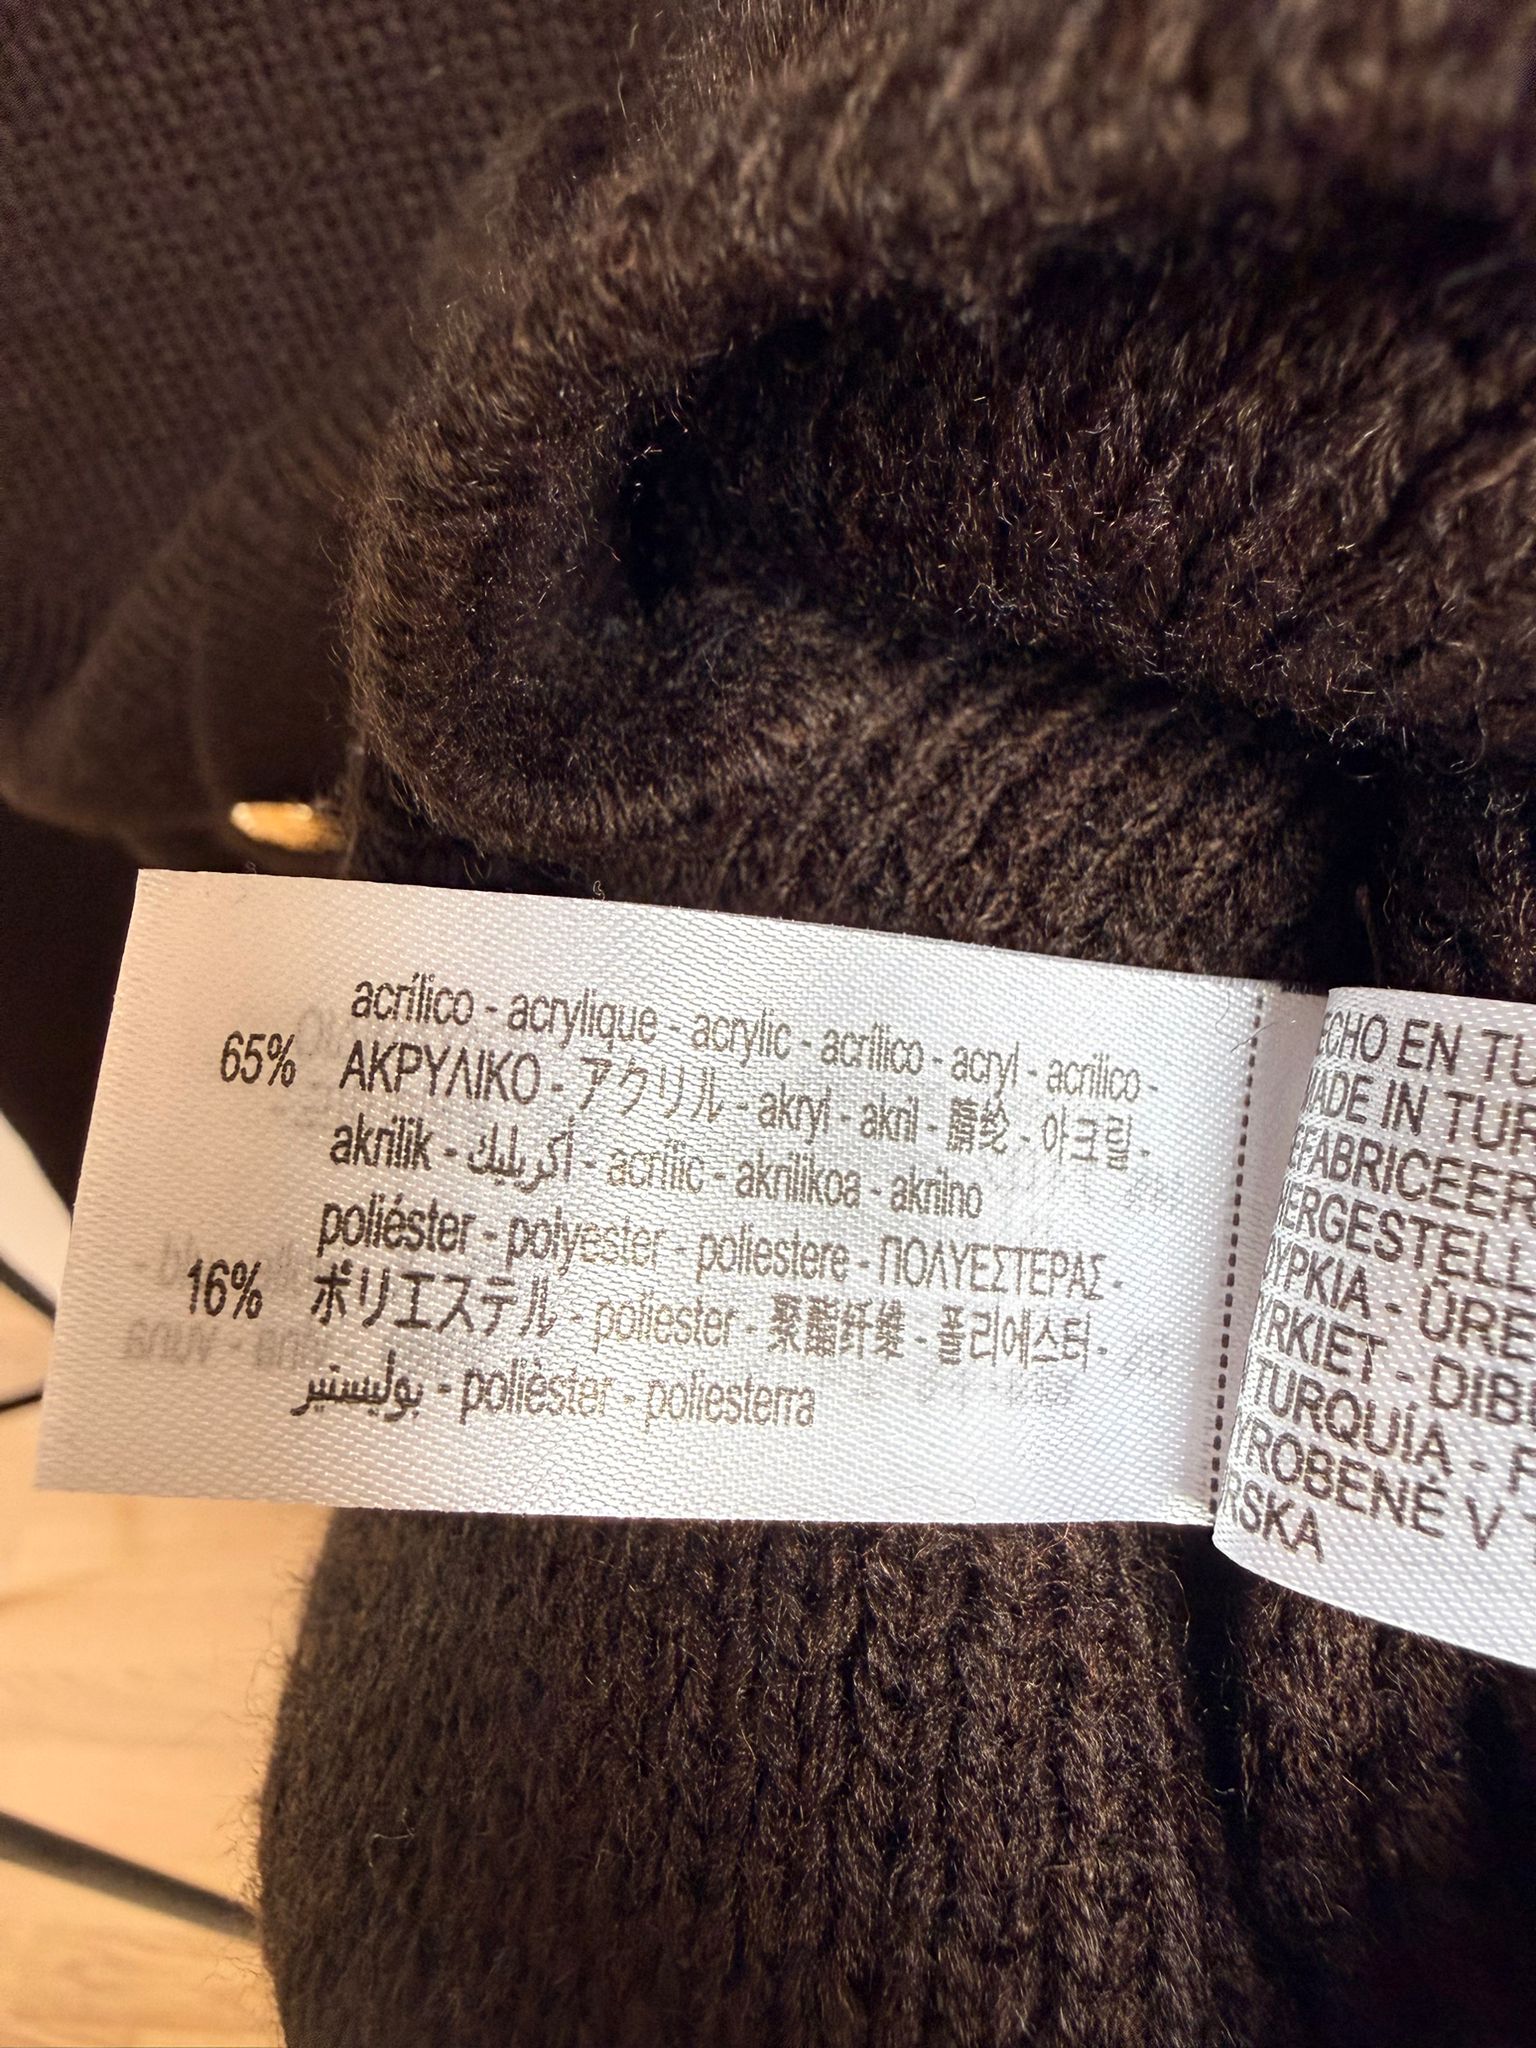 acrílico - acrylique - acrylic - acrílico - acryl - acrilico -
65% ΑΚΡΥΛΙΚΟ - アクリル - akryl - akril - 腈纶 - 아크릴 -
akrilik - أكريليك - acrílic - akrilikoa - akrilno
poliéster - polyester - poliestere - ΠΟΛΥΕΣΤΕΡΑΣ -
16% ポリエステル - poliester - 聚酯纤维 - 폴리에스터 -
بوليستير - polièster - poliesterra
ECHO EN TU
MADE IN TUR
FABRICEER
HERGESTELL
ΟΥΡΚΙΑ - ÜRE
YRKIET - DIB
TURQUÍA - F
YROBENÉ V
RSKA